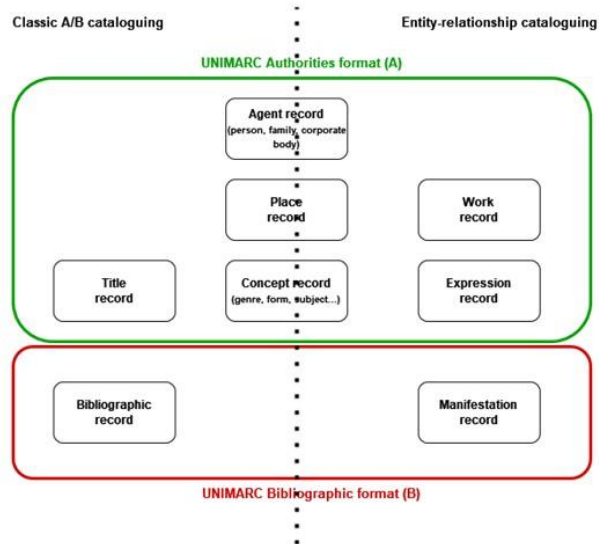 Classic A/B cataloguing
Entity-relationship cataloguing
UNIMARC Authorities format (A)
Agent record
(person, family, corporate
body)
Place
record
Work
record
Title
record
Concept record
(genre, form, subject...)
Expression
record
Bibliographic
record
Manifestation
record
UNIMARC Bibliographic format (B)